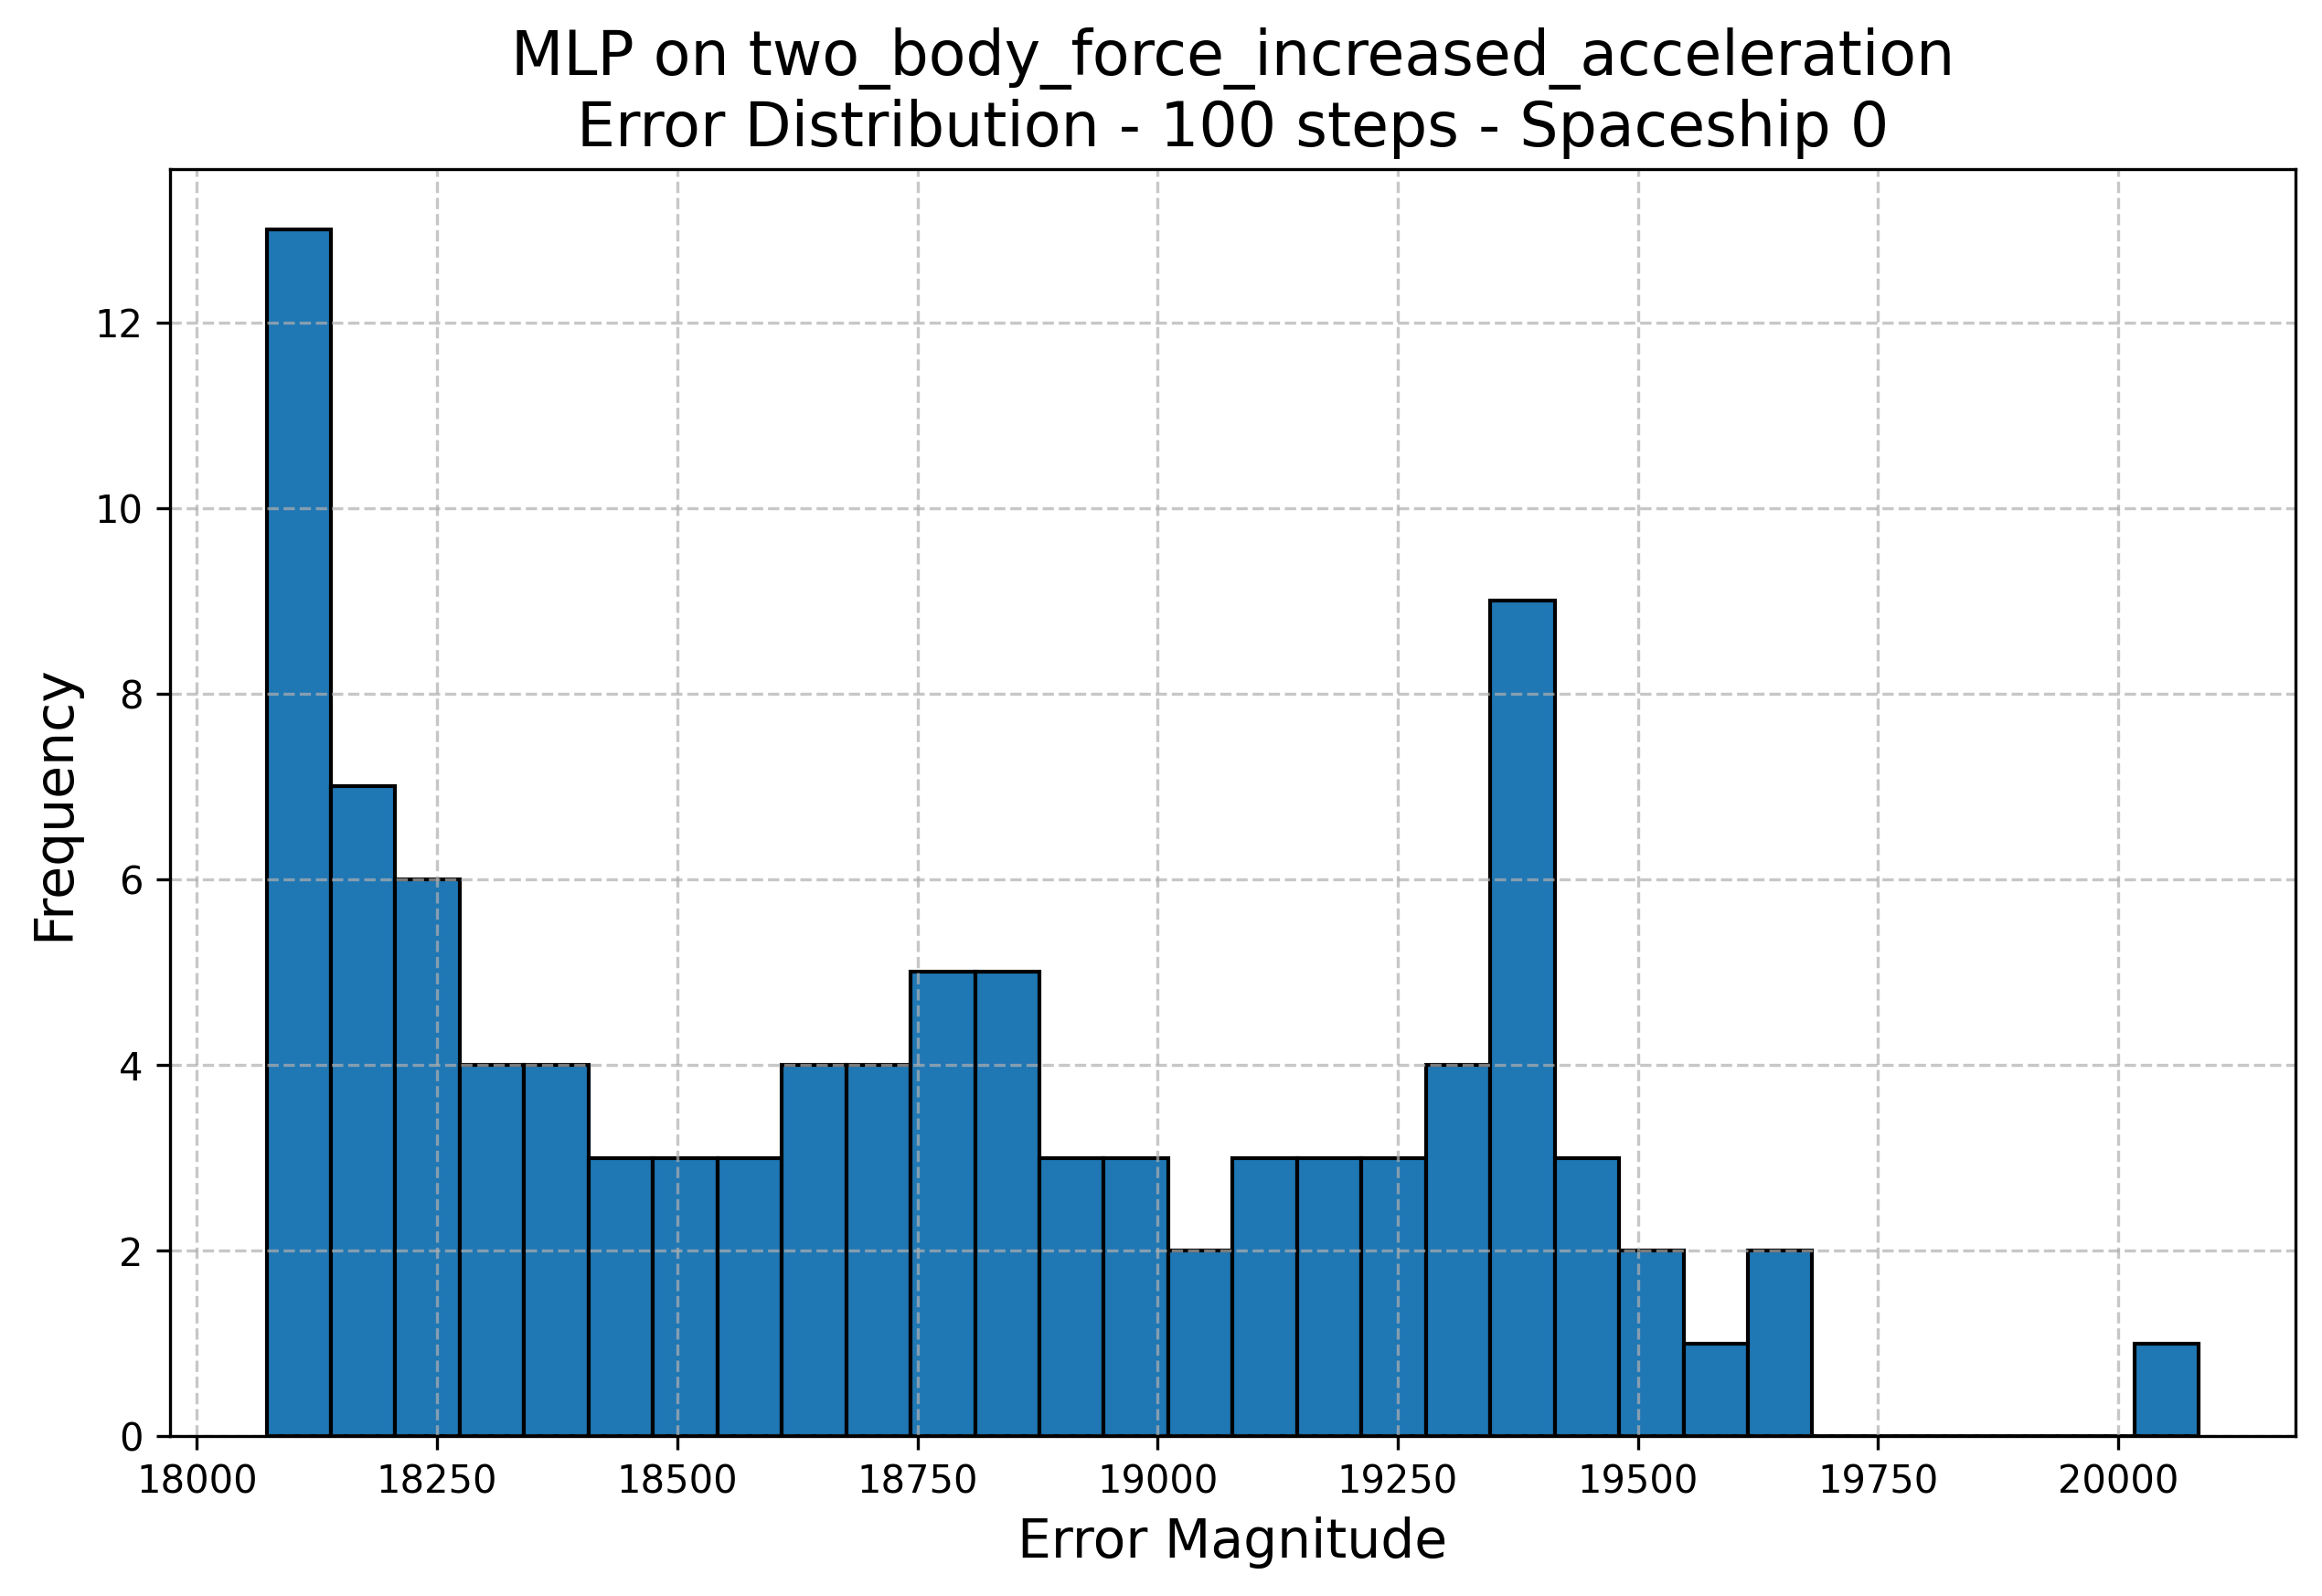 MLP on two_body_force_increased_acceleration
Error Distribution - 100 steps - Spaceship 0
Frequency
12
10
8
6
4
2
0
18000 18250 18500 18750 19000 19250 19500 19750 20000
Error Magnitude